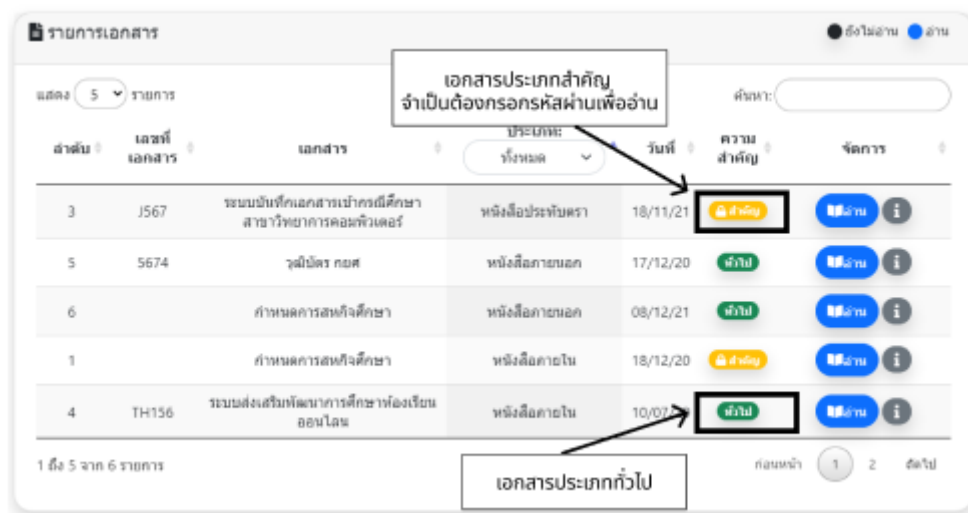 รายการเอกสาร
ยังไม่อ่าน อ่าน
เอกสารประเภทสำคัญ
จำเป็นต้องกรอกรหัสผ่านเพื่ออ่าน
แสดง 5 รายการ
ค้นหา:
ลำดับ เลขที่เอกสาร เอกสาร ประเภท: ทั้งหมด วันที่ ความสำคัญ จัดการ
3 J567 ระบบบันทึกเอกสารเข้ากรณีศึกษา หนังสือประทับตรา 18/11/21 สำคัญ อ่าน
สาขาวิทยาการคอมพิวเตอร์
5 5674 วุฒิบัตร กยศ หนังสือภายนอก 17/12/20 ทั่วไป อ่าน
6 กำหนดการสหกิจศึกษา หนังสือภายนอก 08/12/21 ทั่วไป อ่าน
1 กำหนดการสหกิจศึกษา หนังสือภายใน 18/12/20 สำคัญ อ่าน
4 TH156 ระบบส่งเสริมพัฒนาการศึกษาห้องเรียน หนังสือภายใน 10/07/ ทั่วไป อ่าน
ออนไลน
1 ถึง 5 จาก 6 รายการ
ก่อนหน้า 1 2 ถัดไป
เอกสารประเภททั่วไป